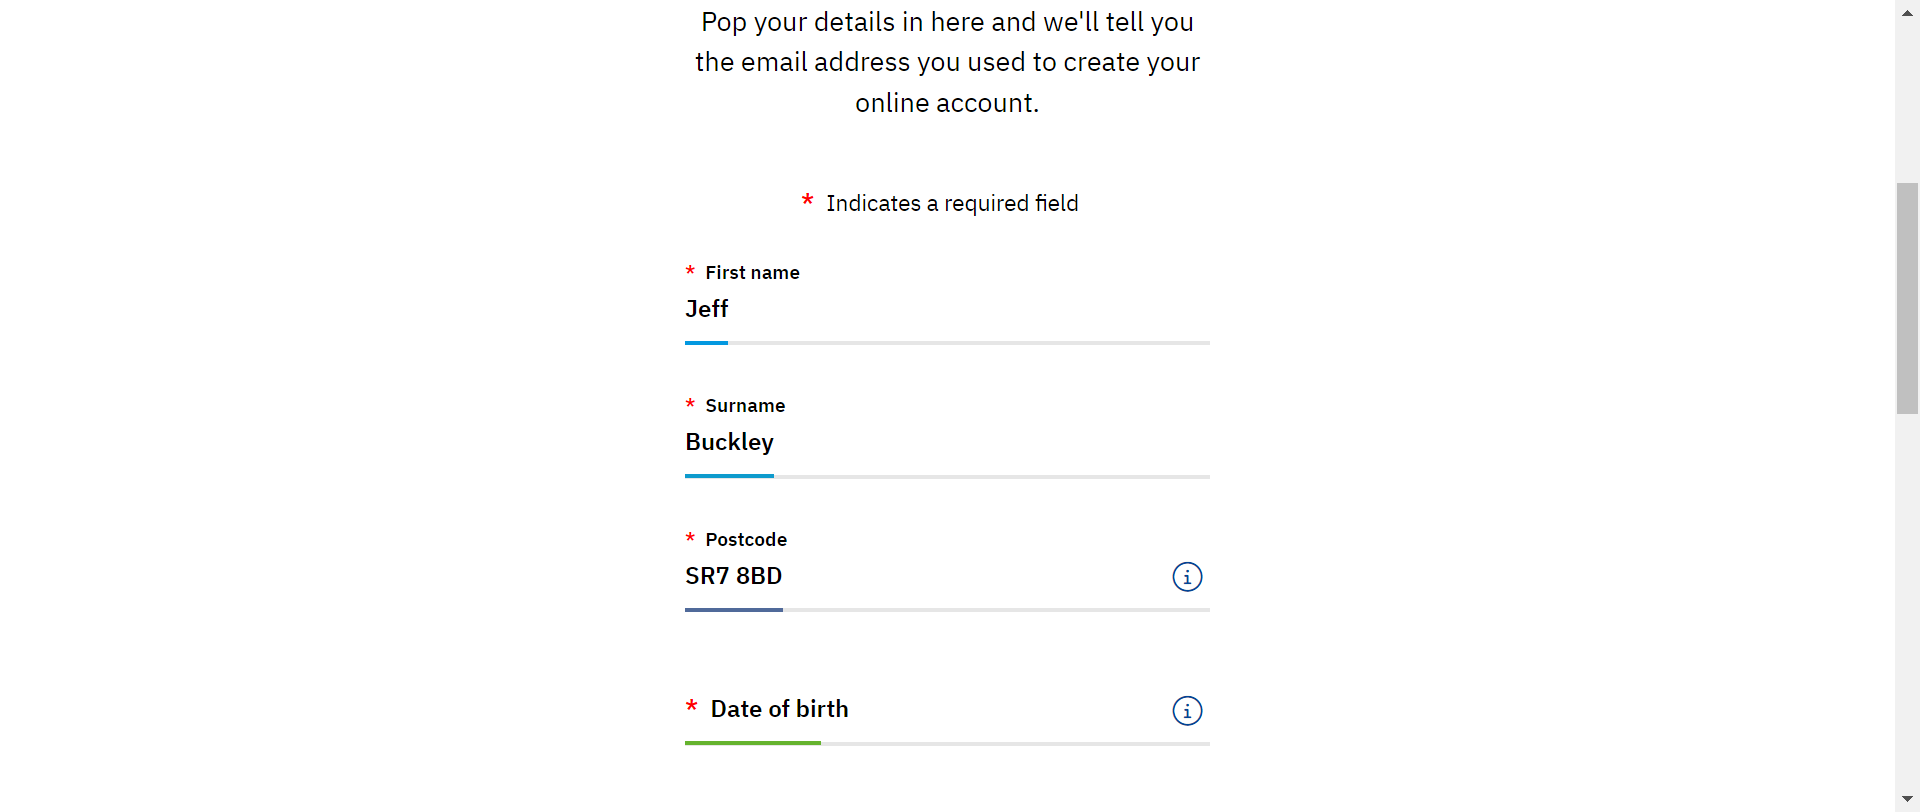 Pop your details in here and we'll tell you
the email address you used to create your
online account.
* Indicates a required field
* First name
Jeff
* Surname
Buckley
* Postcode
SR7 8BD
i
* Date of birth
i